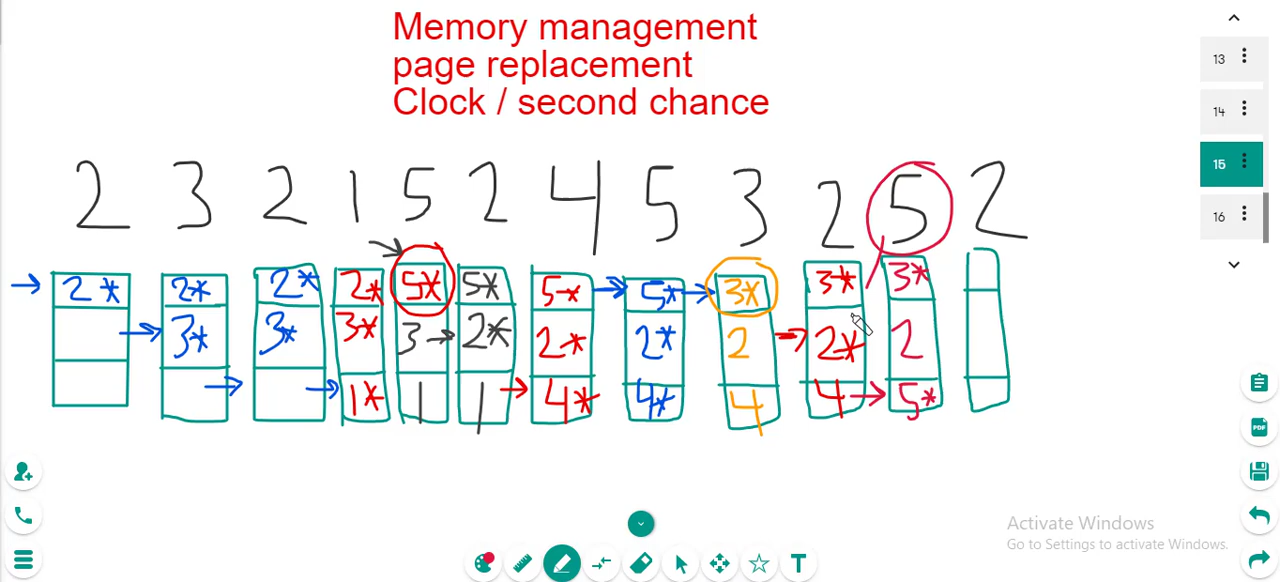 Memory management
page replacement
Clock / second chance
2 3 2 1 5 2 4 5 3 2 5 2
2* 2* 2* 2* 5* 5* 5* 5* 3* 3* 3*
3* 3* 3* 3 2* 2* 2* 2 2* 2
1* 1 1 4* 4* 4 4 5*
13
14
15
16
Activate Windows
Go to Settings to activate Windows.
PDF
T